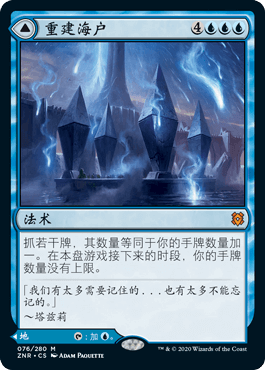 重建海户 4
法术
抓若干牌，其数量等同于你的手牌数量加
一。在本盘游戏接下来的时段，你的手牌
数量没有上限。
「我们有太多需要记住的...也有太多不能忘
记的。」
～塔兹莉
地 ：加 。
076/280 M
ZNR • CS ADAM PAQUETTE
™ & © 2020 Wizards of the Coast